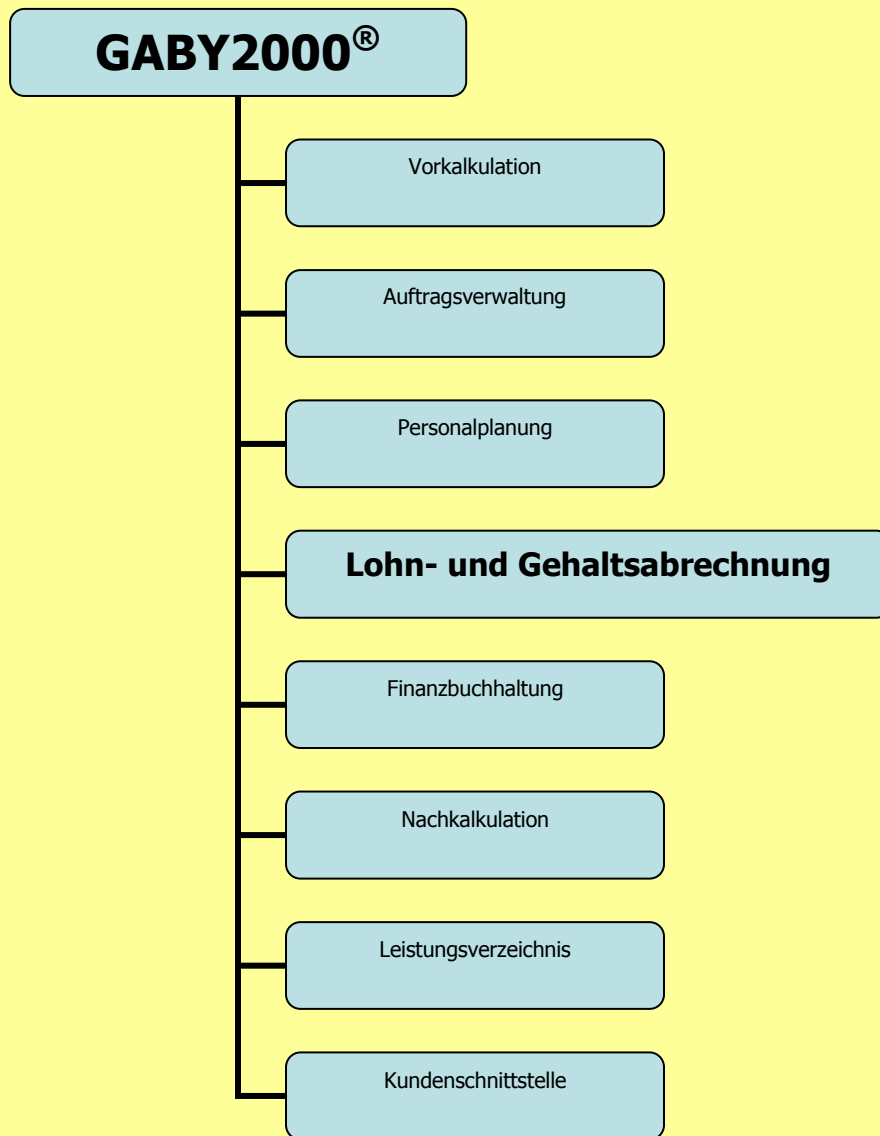 GABY2000®
Vorkalkulation
Auftragsverwaltung
Personalplanung
Lohn- und Gehaltsabrechnung
Finanzbuchhaltung
Nachkalkulation
Leistungsverzeichnis
Kundenschnittstelle